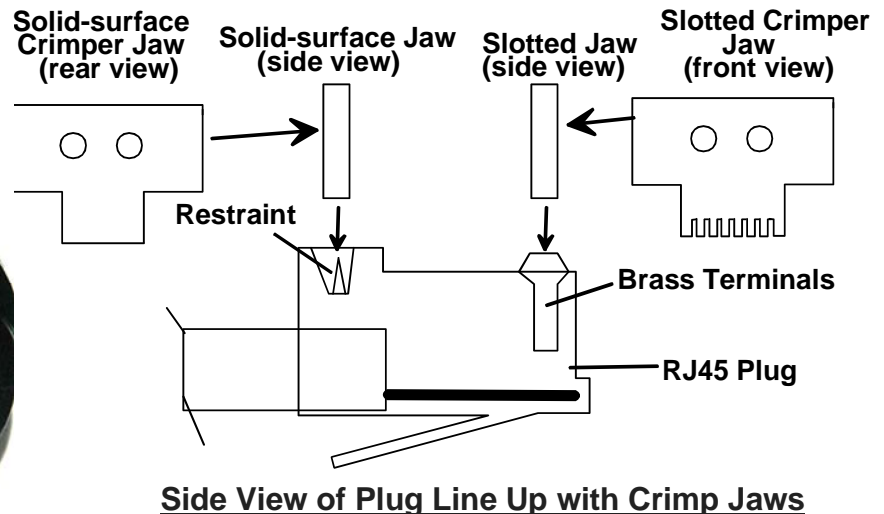 Solid-surface
Crimper Jaw
(rear view)
Solid-surface Jaw
(side view)
Slotted Jaw
(side view)
Slotted Crimper
Jaw
(front view)
Restraint
Brass Terminals
RJ45 Plug
Side View of Plug Line Up with Crimp Jaws